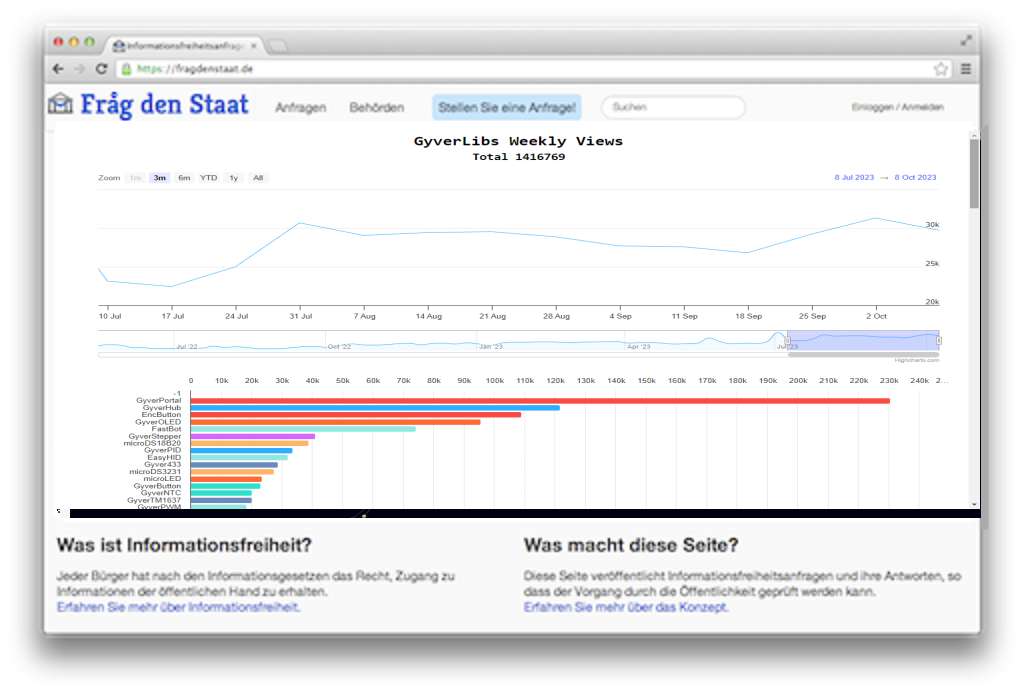 Informationsfreiheitsanfrage
https://fragdenstaat.de
Fråg den Staat
Anfragen
Behörden
Stellen Sie eine Anfrage!
Suchen
Einloggen / Anmelden
GyverLibs Weekly Views
Total 1416769
Zoom 1m 3m 6m YTD 1y All
8 Jul 2023 → 8 Oct 2023
30k
25k
20k
10 Jul 17 Jul 24 Jul 31 Jul 7 Aug 14 Aug 21 Aug 28 Aug 4 Sep 11 Sep 18 Sep 25 Sep 2 Oct
Jul '22 Oct '22 Jan '23 Apr '23 Jul '23
Highcharts.com
0 10k 20k 30k 40k 50k 60k 70k 80k 90k 100k 110k 120k 130k 140k 150k 160k 170k 180k 190k 200k 210k 220k 230k 240k 2...
-1
GyverPortal
GyverHub
EncButton
GyverOLED
FastBot
GyverStepper
microDS18B20
GyverPID
EasyHID
Gyver433
microDS3231
microLED
GyverButton
GyverNTC
GyverTM1637
GyverPWM
Was ist Informationsfreiheit?
Jeder Bürger hat nach den Informationsgesetzen das Recht, Zugang zu
Informationen der öffentlichen Hand zu erhalten.
Erfahren Sie mehr über Informationsfreiheit.
Was macht diese Seite?
Diese Seite veröffentlicht Informationsfreiheitsanfragen und ihre Antworten, so
dass der Vorgang durch die Öffentlichkeit geprüft werden kann.
Erfahren Sie mehr über das Konzept.